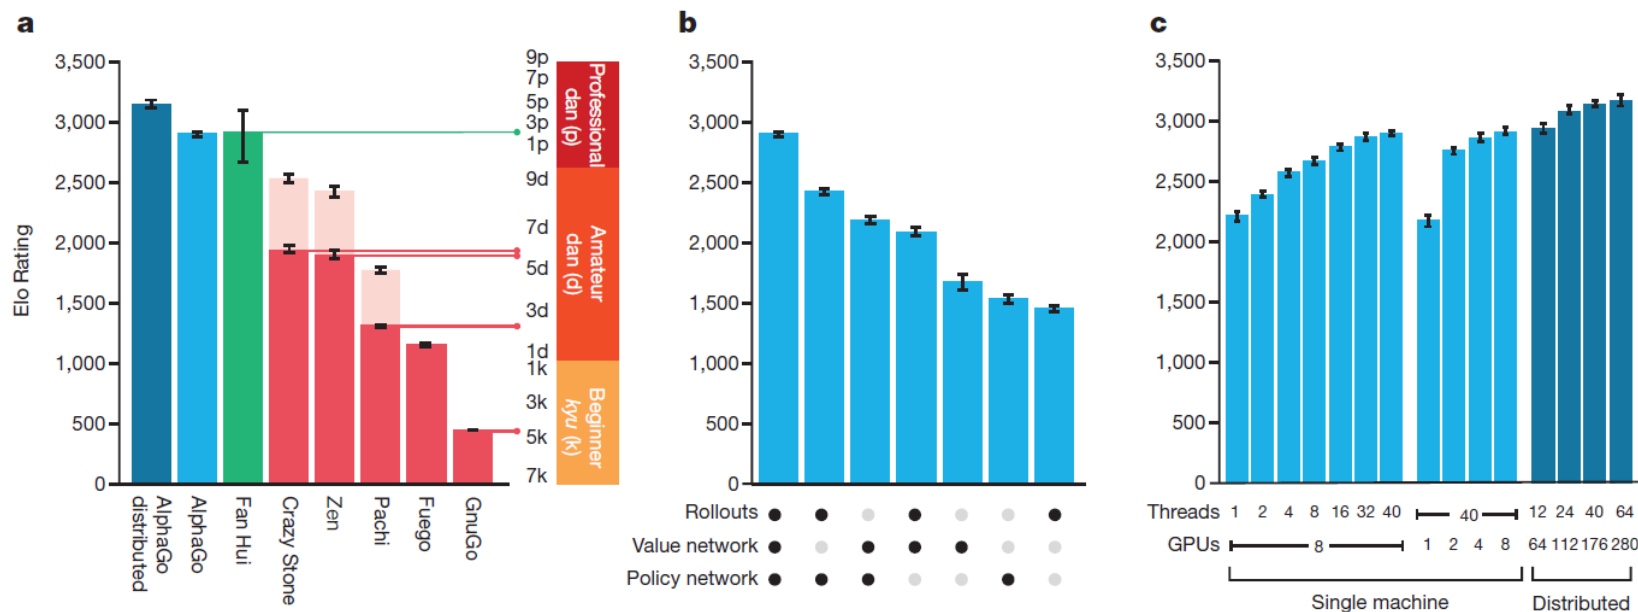 a
Elo Rating
3,500
3,000
2,500
2,000
1,500
1,000
500
0
AlphaGo distributed
AlphaGo
Fan Hui
Crazy Stone
Zen
Pachi
Fuego
GnuGo
9p
7p
5p
3p
1p
9d
7d
5d
3d
1d
1k
3k
5k
7k
Professional
dan (p)
Amateur
dan (d)
Beginner
kyu (k)
b
3,500
3,000
2,500
2,000
1,500
1,000
500
0
Rollouts
Value network
Policy network
c
3,500
3,000
2,500
2,000
1,500
1,000
500
0
Threads 1 2 4 8 16 32 40 40 12 24 40 64
GPUs 8 1 2 4 8 64 112 176 280
Single machine Distributed